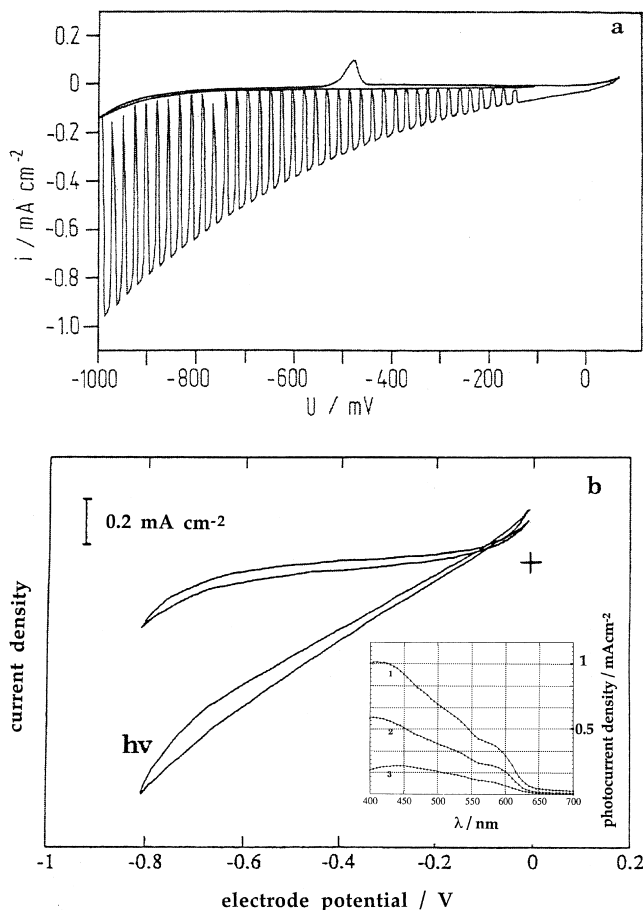 a
0.2
0
-0.2
-0.4
-0.6
-0.8
-1.0
i / mA cm-2
-1000 -800 -600 -400 -200 0
U / mV
b
0.2 mA cm-2
current density
hv
1
0.5
photocurrent density / mAcm-2
1
2
3
400 450 500 550 600 650 700
λ/nm
-1 -0.8 -0.6 -0.4 -0.2 0 0.2
electrode potential / V